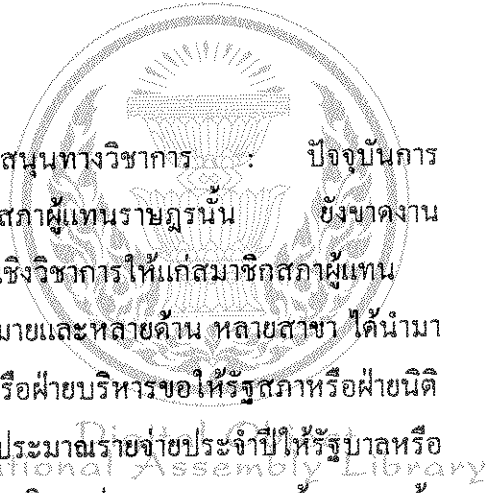 สนุนทางวิชาการ : ปัจจุบันการ
สภาผู้แทนราษฎรนั้น ยังขาดงาน
เชิงวิชาการให้แก่สมาชิกสภาผู้แทน
มายและหลายด้าน หลายสาขา ได้นำมา
รือฝ่ายบริหารขอให้รัฐสภาหรือฝ่ายนิติ
ประมาณรายจ่ายประจำปีให้รัฐบาลหรือ
ational Assembly Library